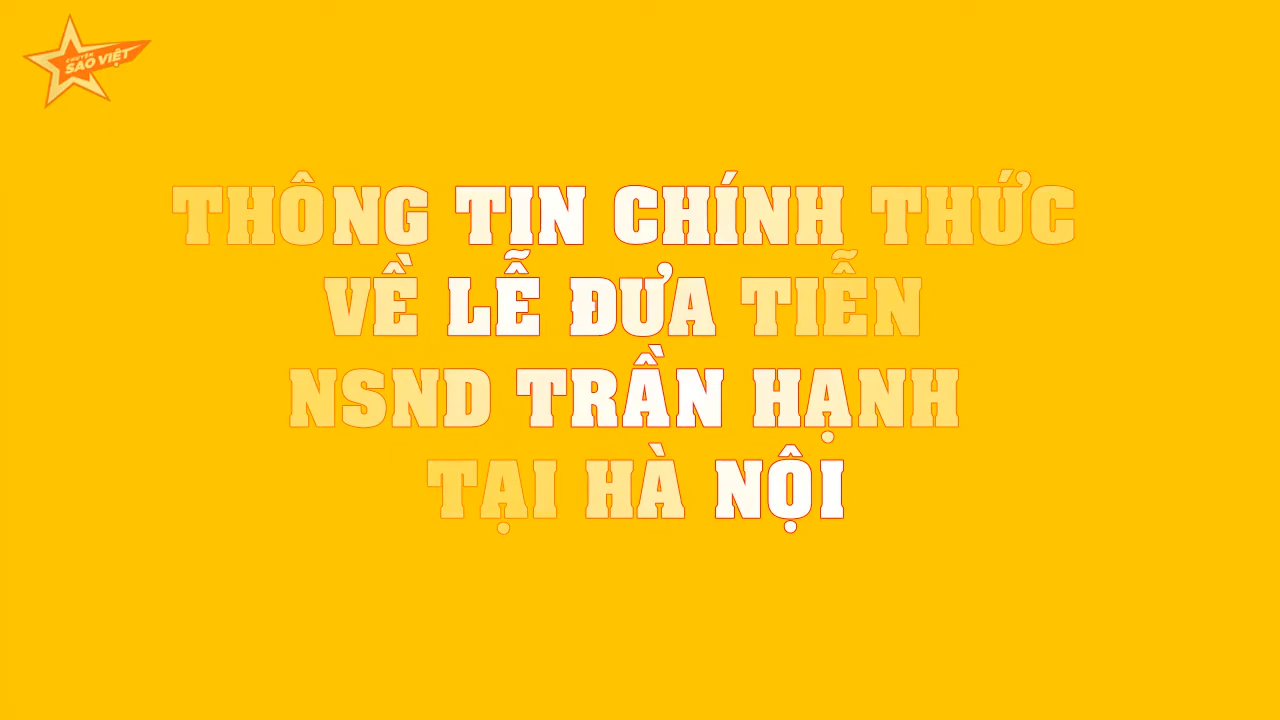 CHUYỆN
SAO VIỆT
THÔNG TIN CHÍNH THỨC
VỀ LỄ ĐƯA TIỄN
NSND TRẦN HẠNH
TẠI HÀ NỘI